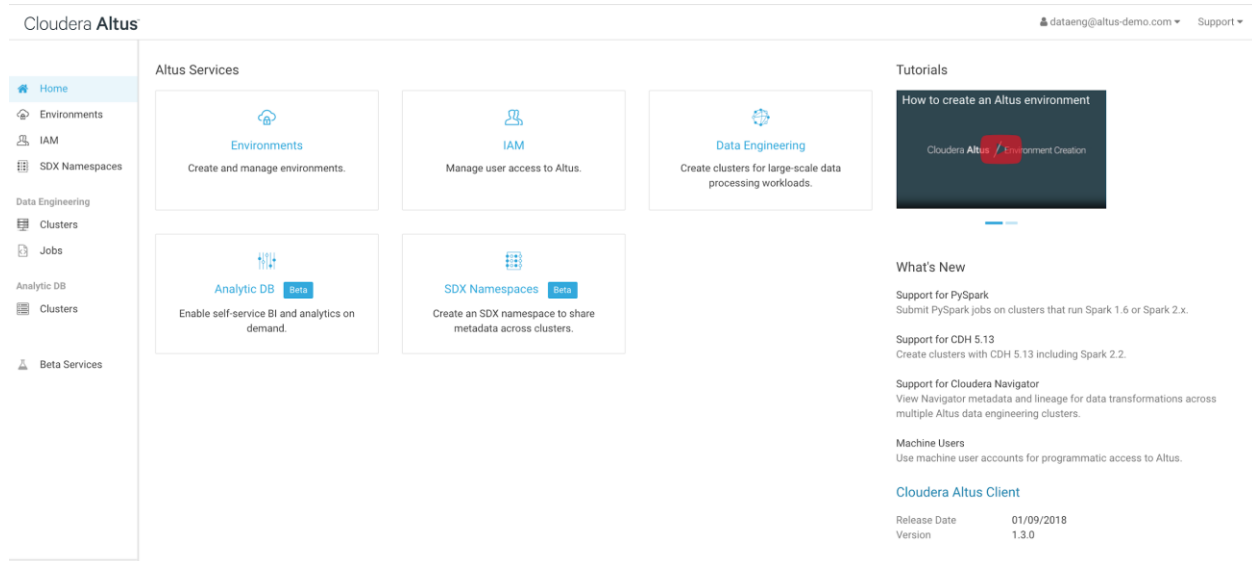 Cloudera Altus
dataeng@altus-demo.com
Support
Home
Environments
IAM
SDX Namespaces
Data Engineering
Clusters
Jobs
Analytic DB
Clusters
Beta Services
Altus Services
Environments
Create and manage environments.
IAM
Manage user access to Altus.
Data Engineering
Create clusters for large-scale data
processing workloads.
Analytic DB Beta
Enable self-service BI and analytics on
demand.
SDX Namespaces Beta
Create an SDX namespace to share
metadata across clusters.
Tutorials
How to create an Altus environment
Cloudera Altus Environment Creation
What's New
Support for PySpark
Submit PySpark jobs on clusters that run Spark 1.6 or Spark 2.x.
Support for CDH 5.13
Create clusters with CDH 5.13 including Spark 2.2.
Support for Cloudera Navigator
View Navigator metadata and lineage for data transformations across
multiple Altus data engineering clusters.
Machine Users
Use machine user accounts for programmatic access to Altus.
Cloudera Altus Client
Release Date 01/09/2018
Version 1.3.0